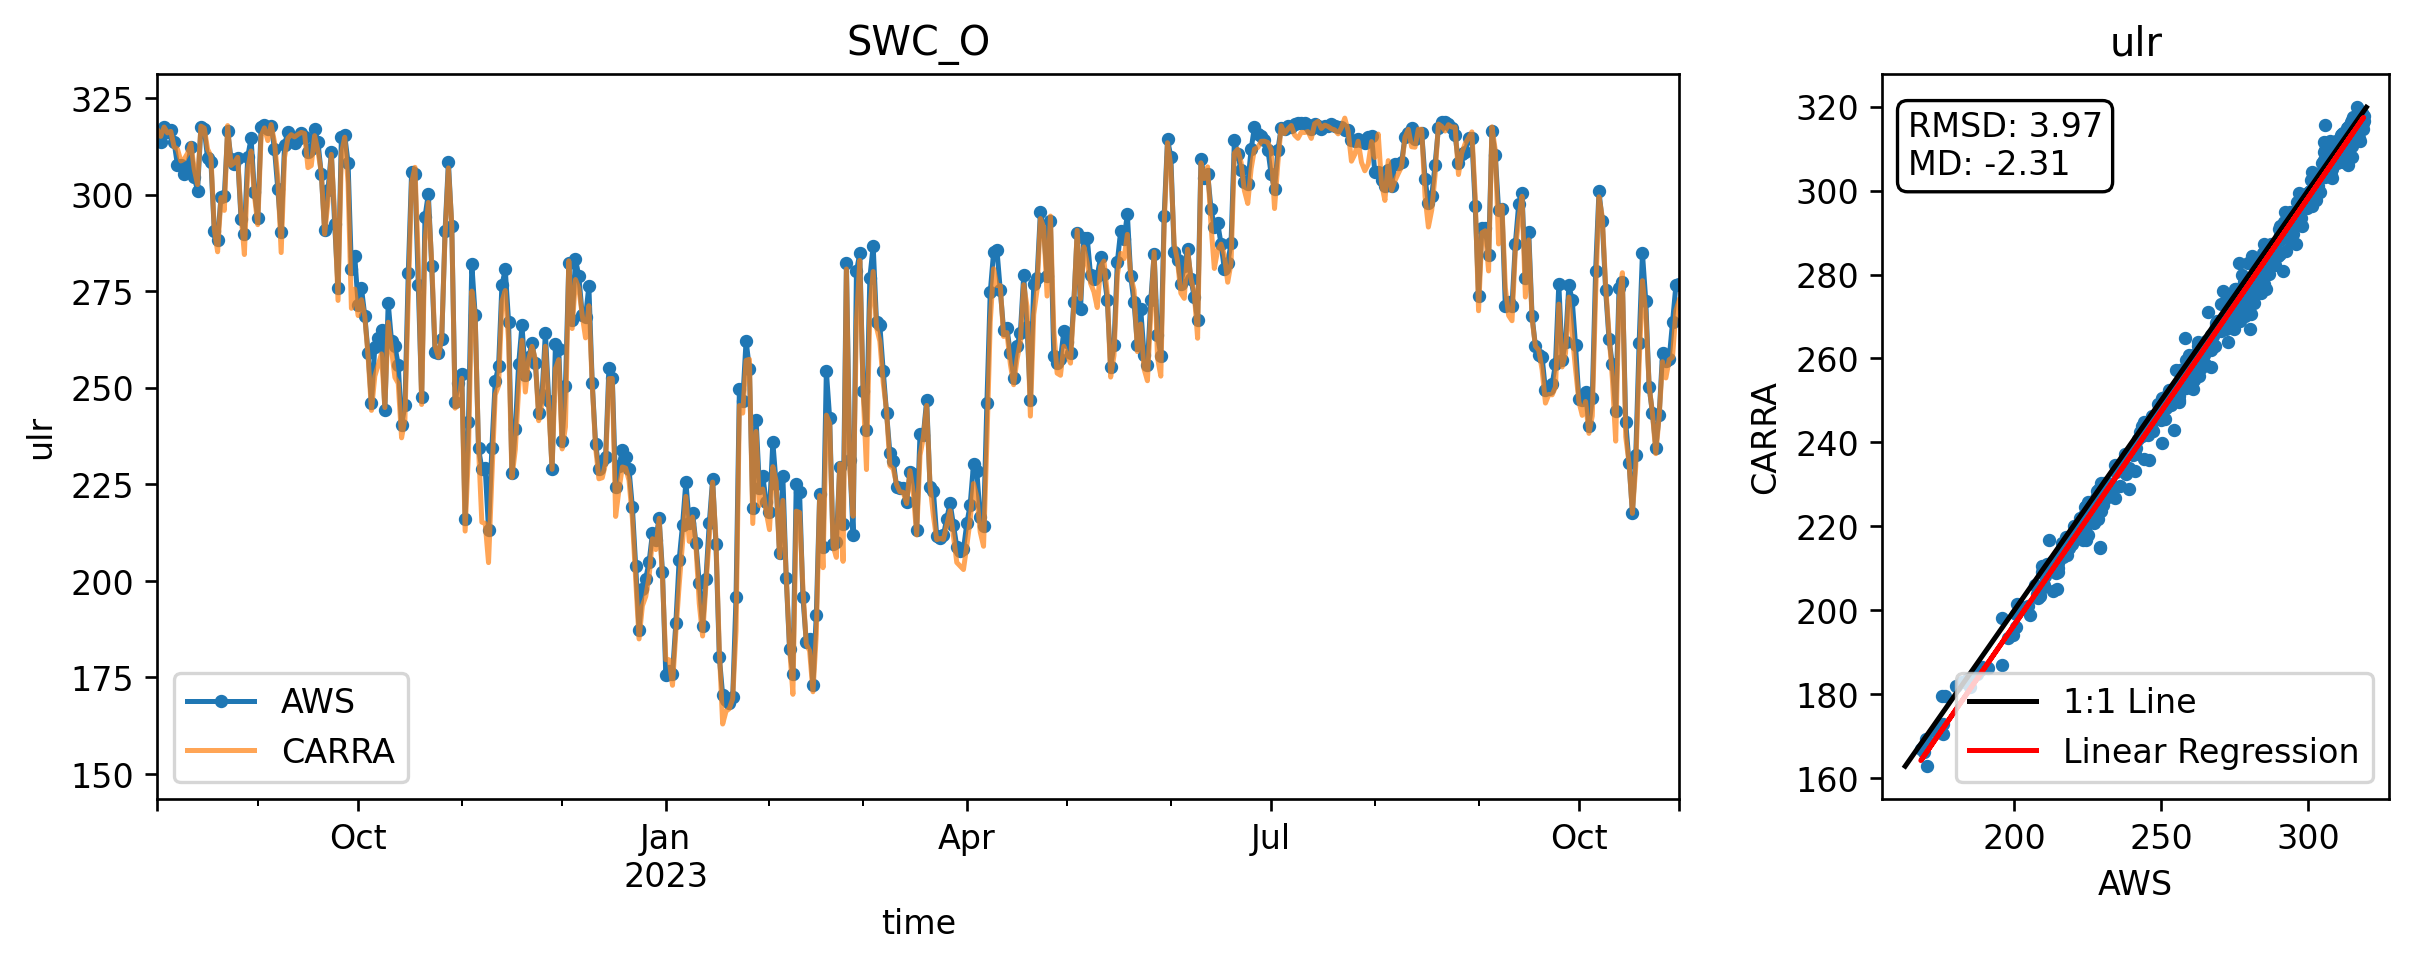 SWC_O
325
300
275
250
225
200
175
150
ulr
AWS
CARRA
Oct
Jan
2023
Apr
Jul
Oct
time
ulr
320
300
280
260
240
220
200
180
160
CARRA
RMSD: 3.97
MD: -2.31
1:1 Line
Linear Regression
200
250
300
AWS